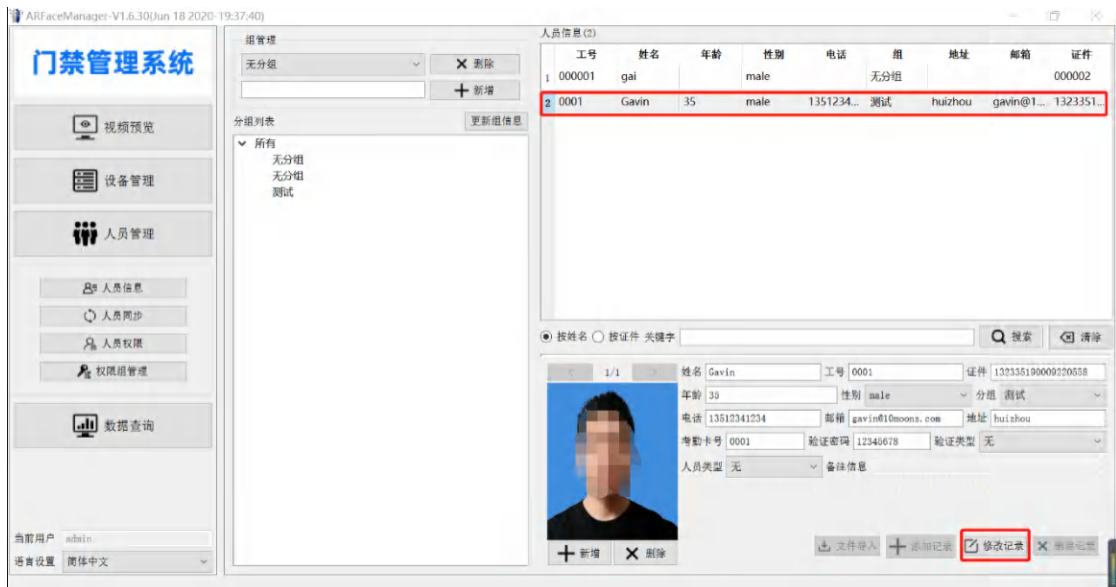 ARFaceManager-V1.6.30(Jun 18 2020-19:37:40)
门禁管理系统
视频预览
设备管理
人员管理
人员信息
人员同步
人员权限
权限组管理
数据查询
当前用户 admin
语言设置 简体中文
组管理
无分组 删除
新增
分组列表 更新组信息
所有
无分组
无分组
测试
人员信息(2)
工号 姓名 年龄 性别 电话 组 地址 邮箱 证件
1 000001 gai male 无分组 000002
2 0001 Gavin 35 male 1351234... 测试 huizhou gavin@1... 1323351...
按姓名 按证件 关键字 搜索 清除
1/1
姓名 Gavin 工号 0001 证件 132335190009220558
年龄 35 性别 male 分组 测试
电话 13512341234 邮箱 gavin@10moons.com 地址 huizhou
考勤卡号 0001 验证密码 12345678 验证类型 无
人员类型 无 备注信息
新增 删除
文件导入 添加记录 修改记录 删除记录